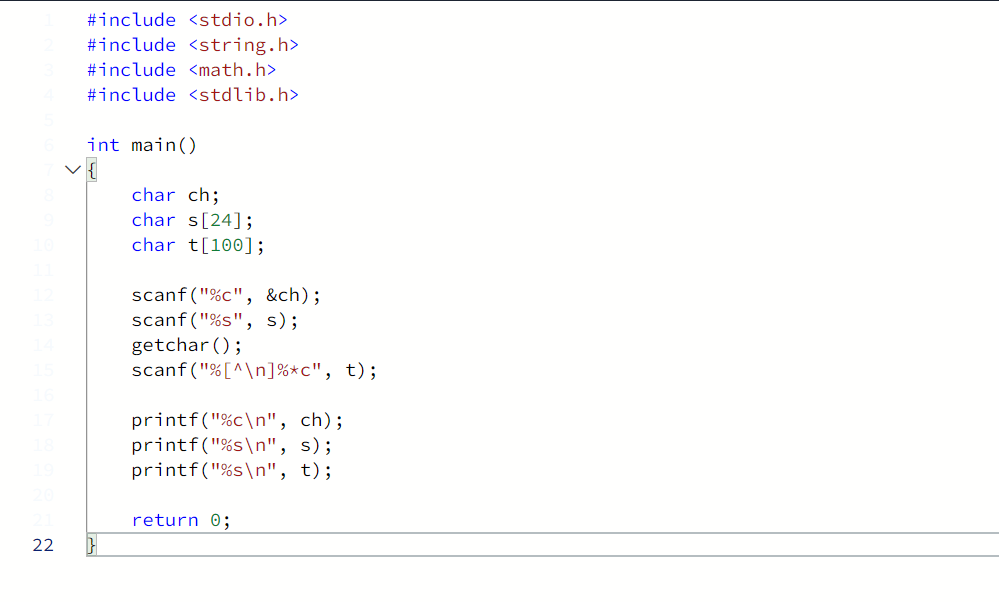 1 #include <stdio.h>
2 #include <string.h>
3 #include <math.h>
4 #include <stdlib.h>
5
6 int main()
7 {
8     char ch;
9     char s[24];
10     char t[100];
11
12     scanf("%c", &ch);
13     scanf("%s", s);
14     getchar();
15     scanf("%[^\n]%*c", t);
16
17     printf("%c\n", ch);
18     printf("%s\n", s);
19     printf("%s\n", t);
20
21     return 0;
22 }